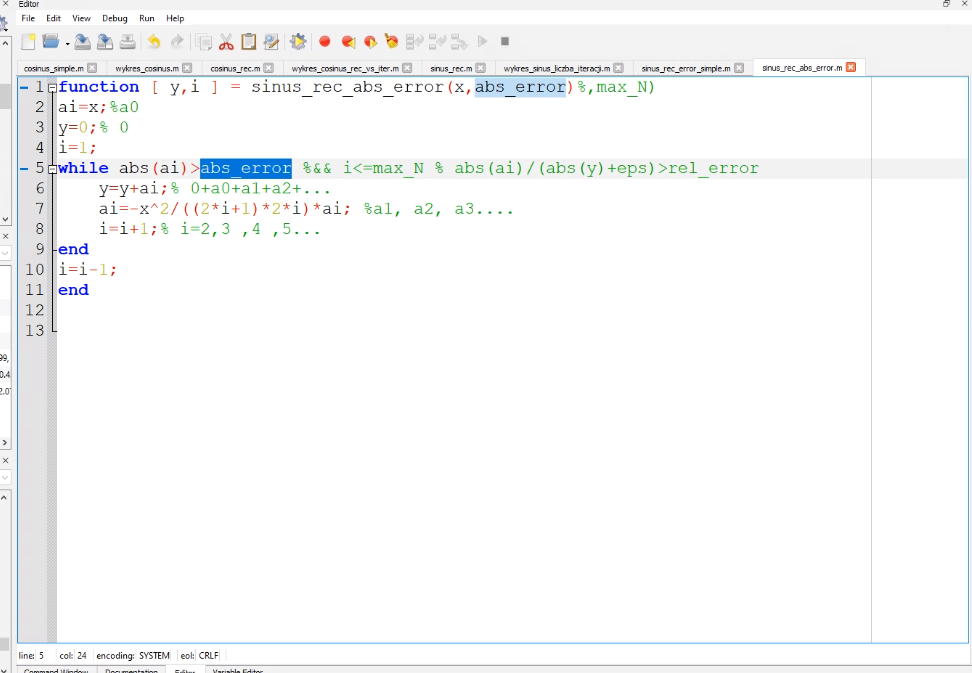 Editor
File Edit View Debug Run Help
cosinus_simple.m wykres_cosinus.m cosinus_rec.m wykres_cosinus_rec_vs_iter.m sinus_rec.m wykres_sinus_liczba_iteracji.m sinus_rec_error_simple.m sinus_rec_abs_error.m
1 function [ y,i ] = sinus_rec_abs_error(x,abs_error)%,max_N)
2 ai=x;%a0
3 y=0;% 0
4 i=1;
5 while abs(ai)>abs_error %&& i<=max_N % abs(ai)/(abs(y)+eps)>rel_error
6 y=y+ai;% 0+a0+a1+a2+...
7 ai=-x^2/((2*i+1)*2*i)*ai; %a1, a2, a3....
8 i=i+1;% i=2,3 ,4 ,5...
9 end
10 i=i-1;
11 end
12
13
99,
0.4
2.0
line: 5 col: 24 encoding: SYSTEM eol: CRLF
Command Window Documentation Editor Variable Editor